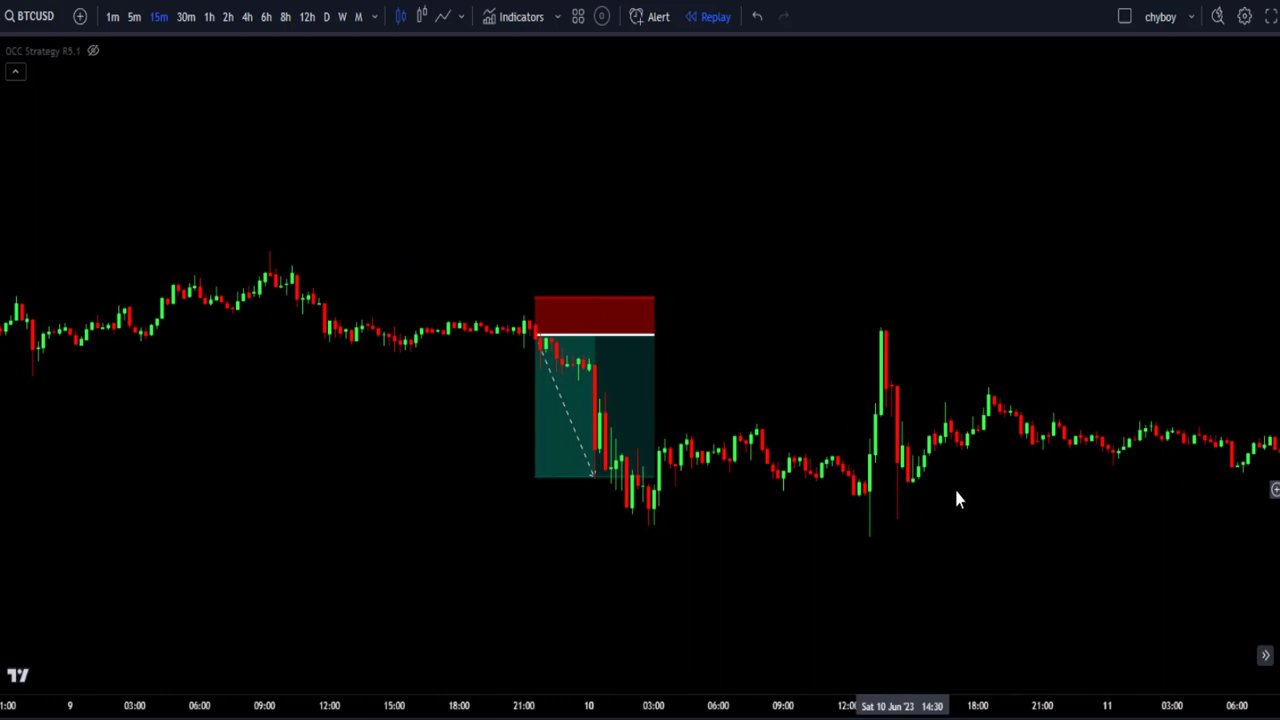 BTCUSD 1m 5m 15m 30m 1h 2h 4h 6h 8h 12h D W M Indicators Alert Replay chyboy
OCC Strategy R5.1
9 03:00 06:00 09:00 12:00 15:00 18:00 21:00 10 03:00 06:00 09:00 Sat 10 Jun '23 14:30 18:00 21:00 11 03:00 06:00